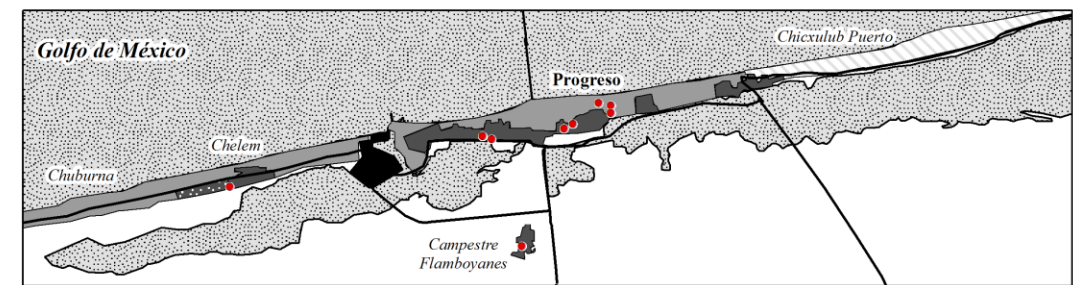 Golfo de México
Chicxulub Puerto
Progreso
Chelem
Chuburna
Campestre
Flamboyanes